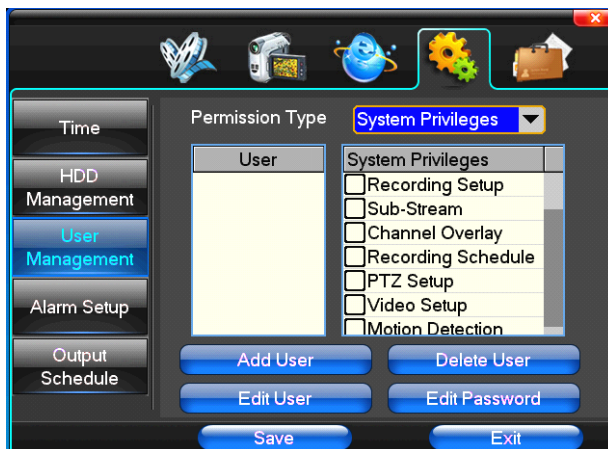 Time
HDD
Management
User
Management
Alarm Setup
Output
Schedule
Permission Type
System Privileges
User
System Privileges
Recording Setup
Sub-Stream
Channel Overlay
Recording Schedule
PTZ Setup
Video Setup
Motion Detection
Add User
Delete User
Edit User
Edit Password
Save
Exit